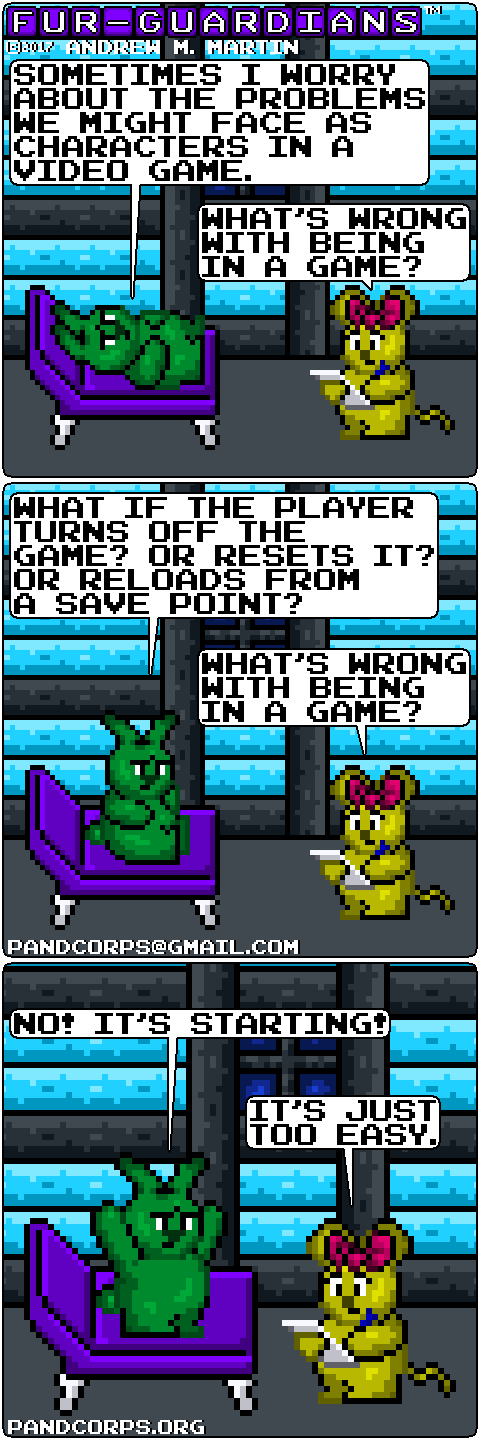 FUR-GUARDIANS™
©2017 ANDREW M. MARTIN
SOMETIMES I WORRY
ABOUT THE PROBLEMS
WE MIGHT FACE AS
CHARACTERS IN A
VIDEO GAME.
WHAT'S WRONG
WITH BEING
IN A GAME?
WHAT IF THE PLAYER
TURNS OFF THE
GAME? OR RESETS IT?
OR RELOADS FROM
A SAVE POINT?
WHAT'S WRONG
WITH BEING
IN A GAME?
PANDCORPS@GMAIL.COM
NO! IT'S STARTING!
IT'S JUST
TOO EASY.
PANDCORPS.ORG